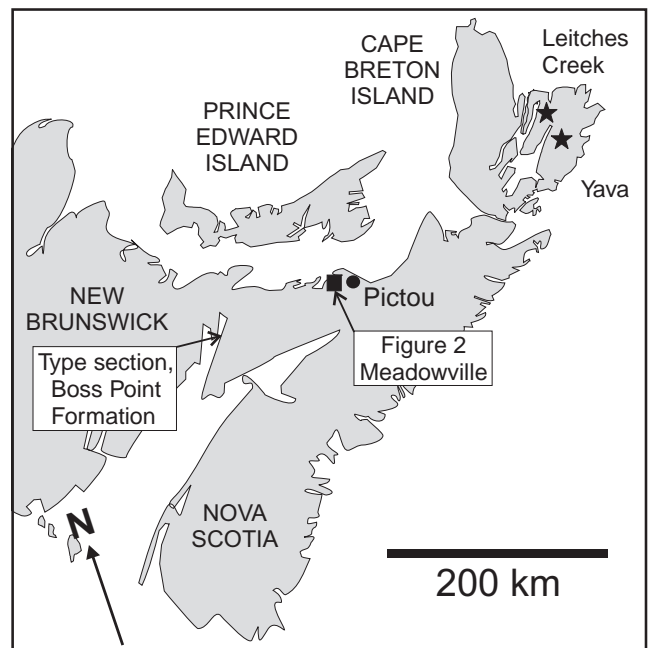 CAPE
BRETON
ISLAND
Leitches
Creek
PRINCE
EDWARD
ISLAND
Yava
NEW
BRUNSWICK
Pictou
Type section,
Boss Point
Formation
Figure 2
Meadowville
NOVA
SCOTIA
N
200 km